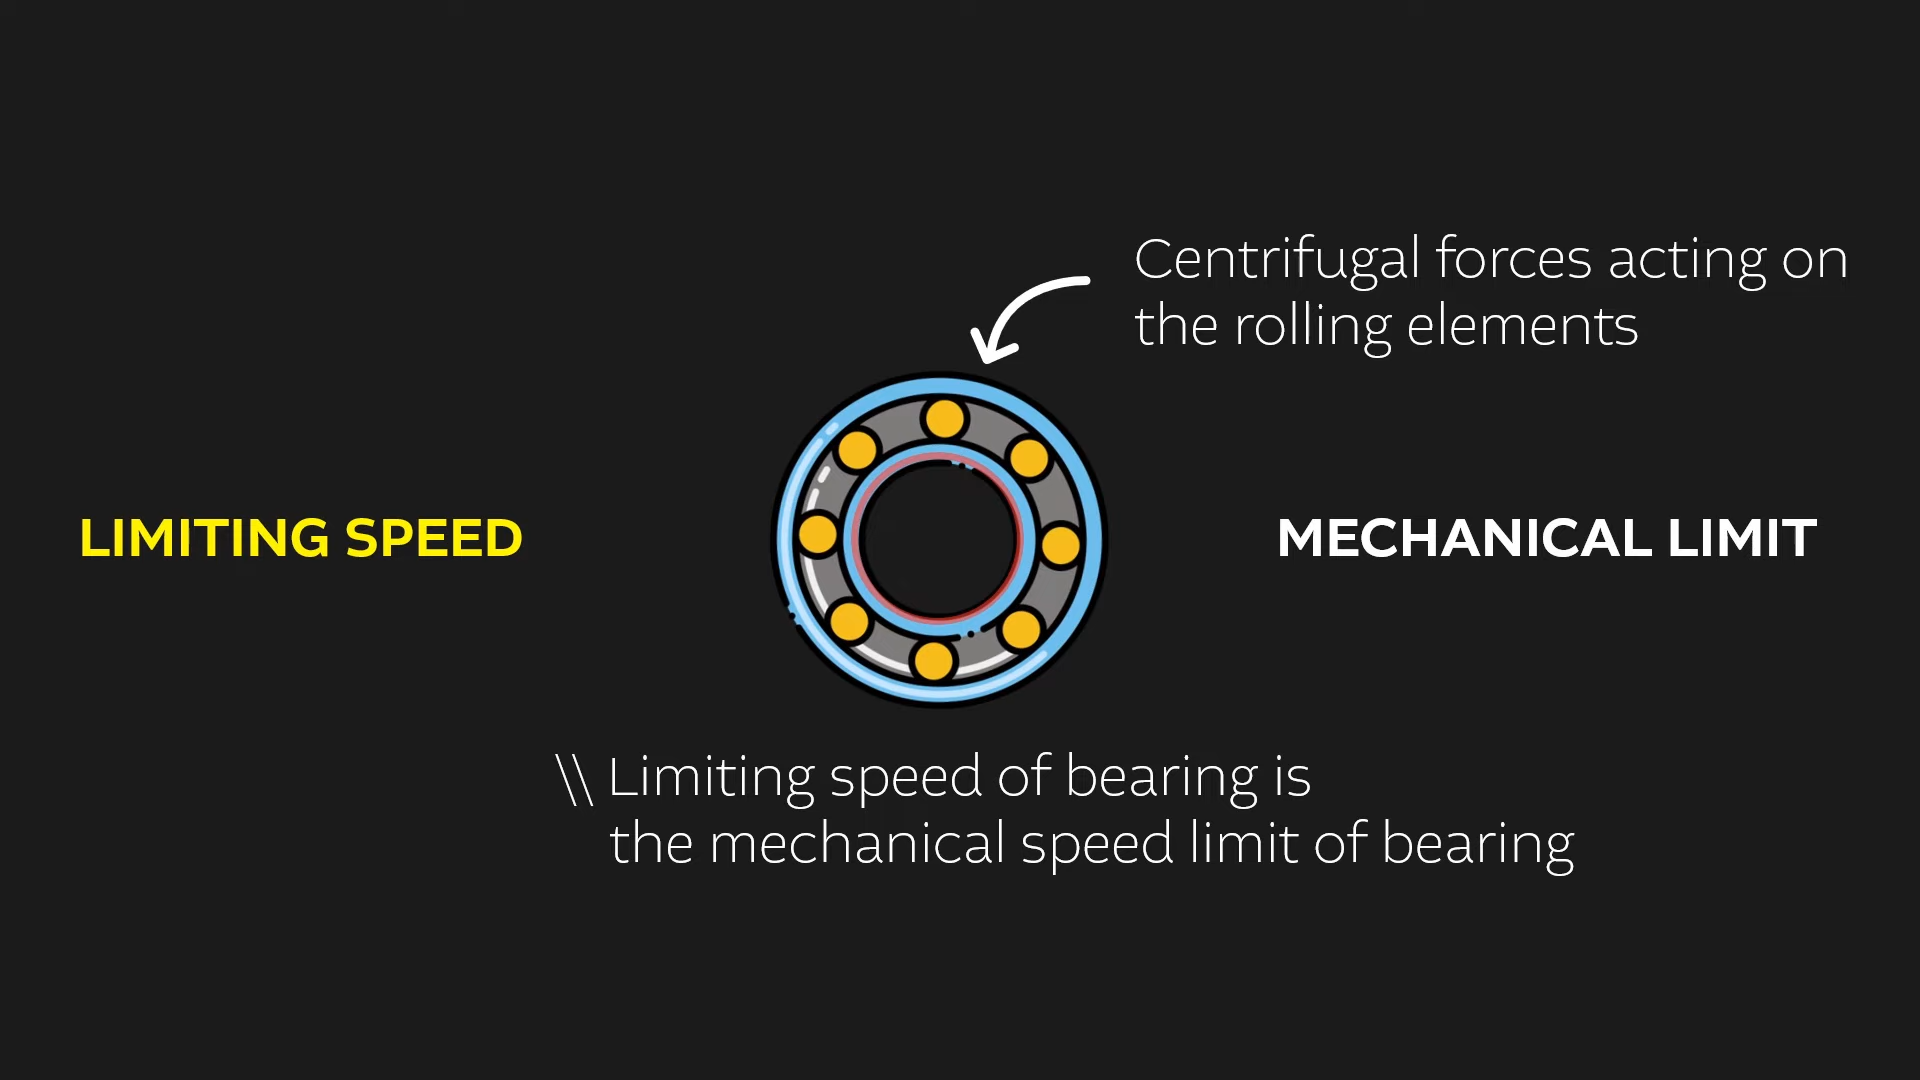 Centrifugal forces acting on
the rolling elements
LIMITING SPEED
MECHANICAL LIMIT
\\ Limiting speed of bearing is
the mechanical speed limit of bearing